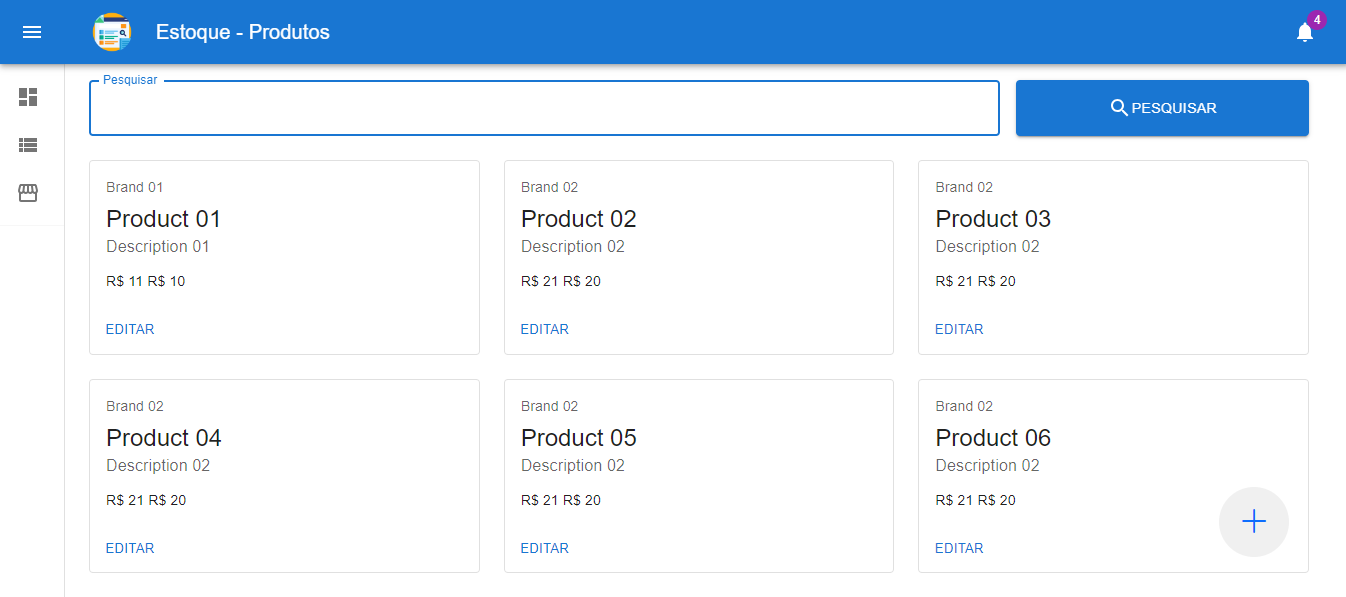 Estoque - Produtos
4
Pesquisar
PESQUISAR
Brand 01
Product 01
Description 01
R$ 11 R$ 10
EDITAR
Brand 02
Product 02
Description 02
R$ 21 R$ 20
EDITAR
Brand 02
Product 03
Description 02
R$ 21 R$ 20
EDITAR
Brand 02
Product 04
Description 02
R$ 21 R$ 20
EDITAR
Brand 02
Product 05
Description 02
R$ 21 R$ 20
EDITAR
Brand 02
Product 06
Description 02
R$ 21 R$ 20
EDITAR